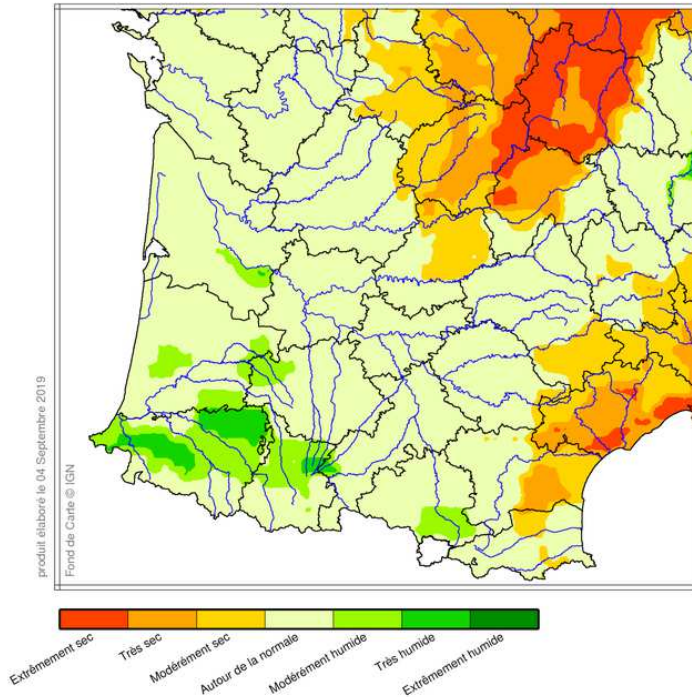 produit élaboré le 04 Septembre 2019
Fond de Carte © IGN
Extrêmement sec
Très sec
Modérément sec
Autour de la normale
Modérément humide
Très humide
Extrêmement humide